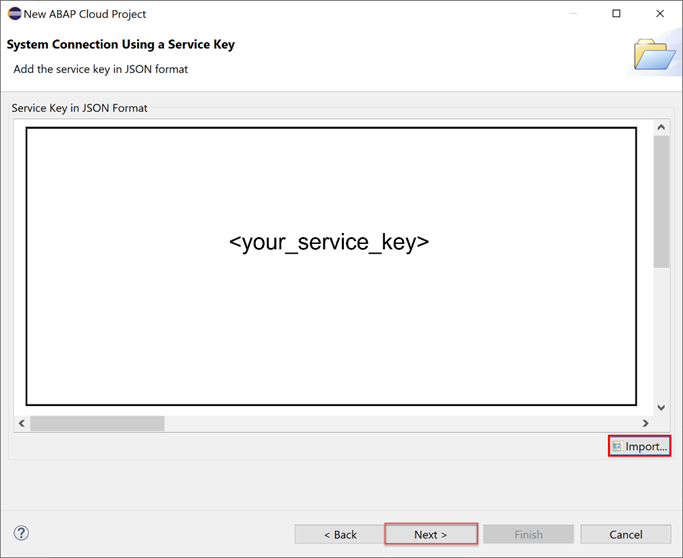 New ABAP Cloud Project
System Connection Using a Service Key
Add the service key in JSON format
Service Key in JSON Format
<your_service_key>
Import...
< Back
Next >
Finish
Cancel